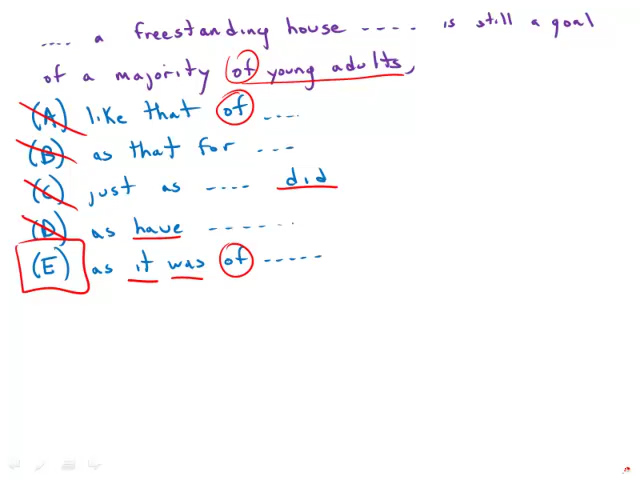 .... a freestanding house .... is still a goal
of a majority of young adults,
(A) like that of ....
(B) as that for ...
(C) just as .... did
(D) as have ......
(E) as it was of .....